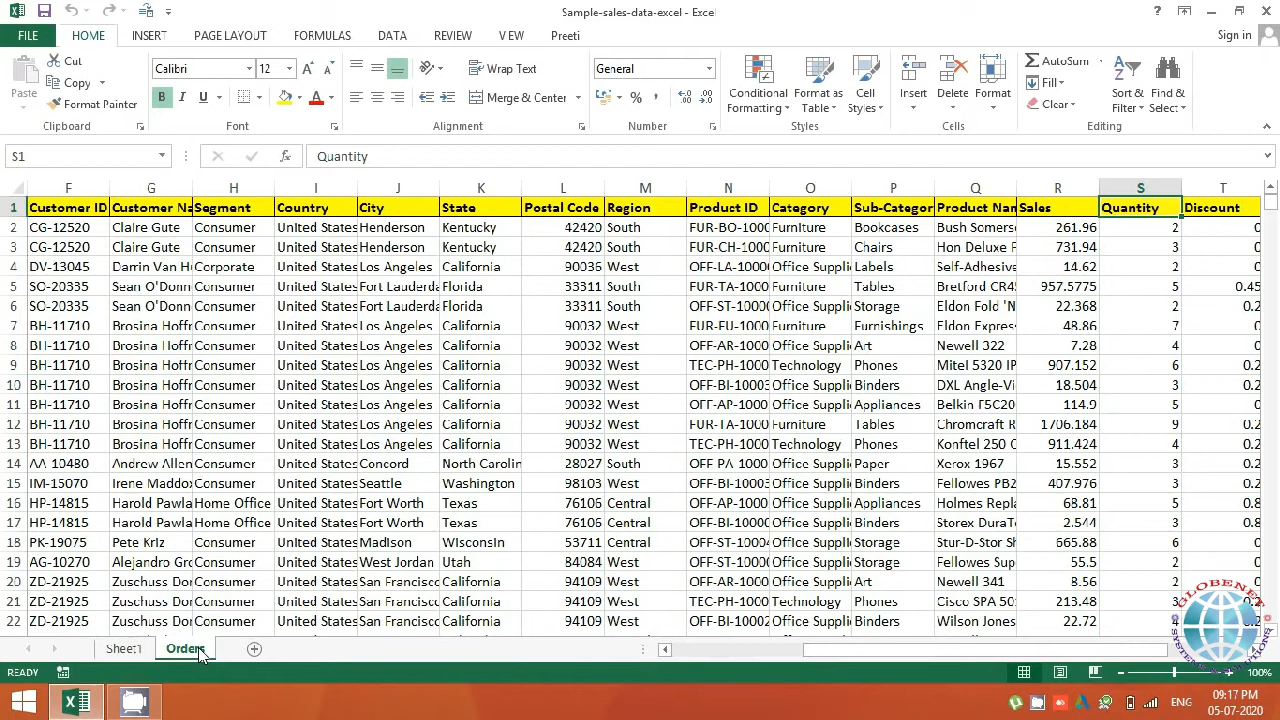 Sample-sales-data-excel - Excel
FILE HOME INSERT PAGE LAYOUT FORMULAS DATA REVIEW VIEW Preeti Sign in
Paste Cut Copy Format Painter Clipboard
Calibri 12 B I U A Font
Wrap Text Merge & Center Alignment
General % Number
Conditional Formatting Format as Table Cell Styles Styles
Insert Delete Format Cells
AutoSum Fill Clear Sort & Filter Find & Select Editing
S1 fx Quantity
F G H I J K L M N O P Q R S T
1 Customer ID Customer Na Segment Country City State Postal Code Region Product ID Category Sub-Categor Product Nam Sales Quantity Discount
2 CG-12520 Claire Gute Consumer United States Henderson Kentucky 42420 South FUR-BO-1000 Furniture Bookcases Bush Somers 261.96 2 0
3 CG-12520 Claire Gute Consumer United States Henderson Kentucky 42420 South FUR-CH-1000 Furniture Chairs Hon Deluxe F 731.94 3 0
4 DV-13045 Darrin Van H Corporate United States Los Angeles California 90036 West OFF-LA-1000 Office Suppli Labels Self-Adhesive 14.62 2 0
5 SO-20335 Sean O'Donn Consumer United States Fort Lauderda Florida 33311 South FUR-TA-1000 Furniture Tables Bretford CR45 957.5775 5 0.45
6 SO-20335 Sean O'Donn Consumer United States Fort Lauderda Florida 33311 South OFF-ST-1000 Office Suppli Storage Eldon Fold 'N 22.368 2 0.2
7 BH-11710 Brosina Hoffr Consumer United States Los Angeles California 90032 West FUR-FU-1000 Furniture Furnishings Eldon Expres 48.86 7 0
8 BH-11710 Brosina Hoffr Consumer United States Los Angeles California 90032 West OFF-AR-1000 Office Suppli Art Newell 322 7.28 4 0
9 BH-11710 Brosina Hoffr Consumer United States Los Angeles California 90032 West TEC-PH-1000 Technology Phones Mitel 5320 IP 907.152 6 0.2
10 BH-11710 Brosina Hoffr Consumer United States Los Angeles California 90032 West OFF-BI-10003 Office Suppli Binders DXL Angle-Vi 18.504 3 0.2
11 BH-11710 Brosina Hoffr Consumer United States Los Angeles California 90032 West OFF-AP-1000 Office Suppli Appliances Belkin F5C20 114.9 5 0
12 BH-11710 Brosina Hoffr Consumer United States Los Angeles California 90032 West FUR-TA-1000 Furniture Tables Chromcraft R 1706.184 9 0.2
13 BH-11710 Brosina Hoffr Consumer United States Los Angeles California 90032 West TEC-PH-1000 Technology Phones Konftel 250 C 911.424 4 0.2
14 AA-10480 Andrew Allen Consumer United States Concord North Carolin 28027 South OFF-PA-1000 Office Suppli Paper Xerox 1967 15.552 3 0.2
15 IM-15070 Irene Maddox Consumer United States Seattle Washington 98103 West OFF-BI-1000 Office Suppli Binders Fellowes PB2 407.976 3 0.2
16 HP-14815 Harold Pawla Home Office United States Fort Worth Texas 76106 Central OFF-AP-1000 Office Suppli Appliances Holmes Repla 68.81 5 0.8
17 HP-14815 Harold Pawla Home Office United States Fort Worth Texas 76106 Central OFF-BI-1000 Office Suppli Binders Storex DuraT 2.544 3 0.8
18 PK-19075 Pete Kriz Consumer United States Madison Wisconsin 53711 Central OFF-ST-1000 Office Suppli Storage Stur-D-Stor Sh 665.88 6 0
19 AG-10270 Alejandro Gro Consumer United States West Jordan Utah 84084 West OFF-ST-1000 Office Suppli Storage Fellowes Sup 55.5 2 0
20 ZD-21925 Zuschuss Don Consumer United States San Francisco California 94109 West OFF-AR-1000 Office Suppli Art Newell 341 8.56 2
21 ZD-21925 Zuschuss Don Consumer United States San Francisco California 94109 West TEC-PH-1000 Technology Phones Cisco SPA 50 213.48 3 0.2
22 ZD-21925 Zuschuss Don Consumer United States San Francisco California 94109 West OFF-BI-1000 Office Suppli Binders Wilson Jones 22.72 4
GLOBENET
SYSTEMS & SOLUTIONS
Sheet1 Orders
READY 100%
ENG 09:17 PM
05-07-2020